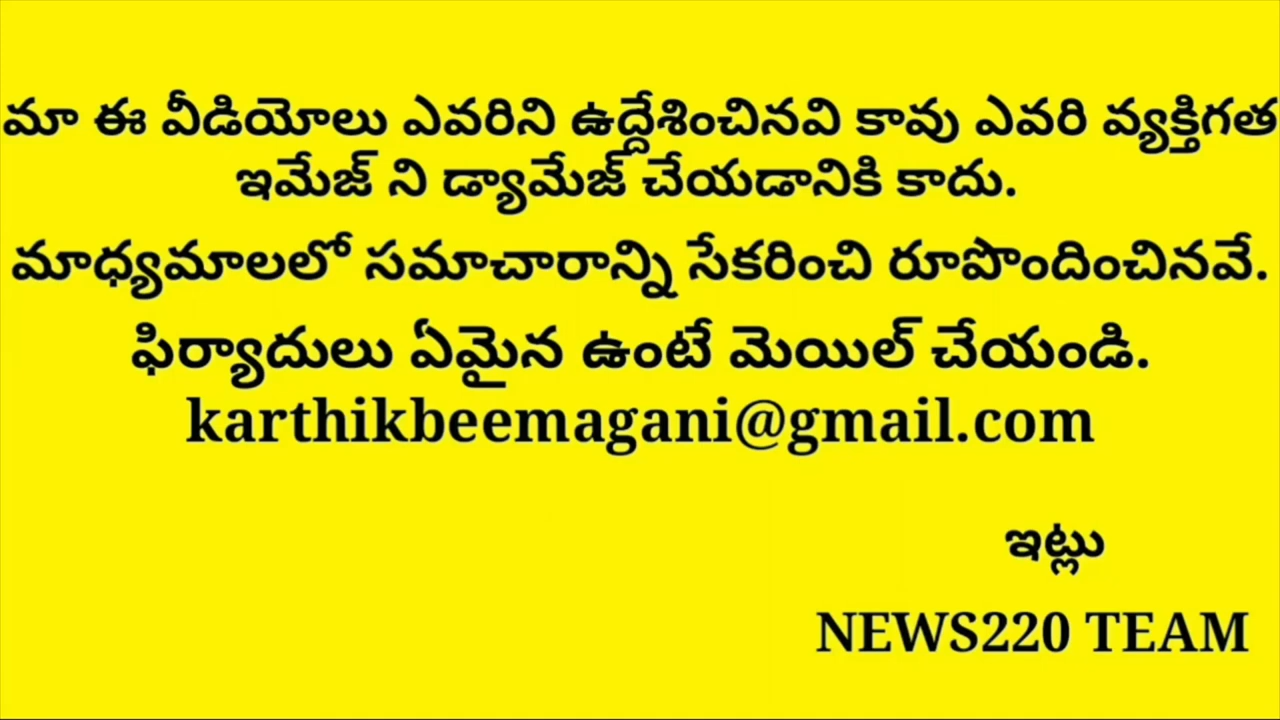 మా ఈ వీడియోలు ఎవరిని ఉద్దేశించినవి కావు ఎవరి వ్యక్తిగత
ఇమేజ్ ని డ్యామేజ్ చేయడానికి కాదు.
మాధ్యమాలలో సమాచారాన్ని సేకరించి రూపొందించినవే.
ఫిర్యాదులు ఏమైన ఉంటే మెయిల్ చేయండి.
karthikbeemagani@gmail.com
ఇట్లు
NEWS220 TEAM